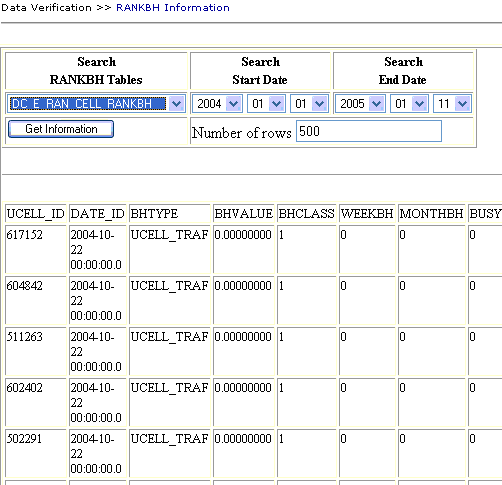 Data Verification >> RANKBH Information
Search Search Search
RANKBH Tables Start Date End Date
DC_E_RAN_CELL_RANKBH 2004 01 01 2005 01 11
Get Information Number of rows 500
UCELL_ID DATE_ID BHTYPE BHVALUE BHCLASS WEEKBH MONTHBH BUSY
617152 2004-10- UCELL_TRAF 0.00000000 1 0 0 0
22
00:00:00.0
604842 2004-10- UCELL_TRAF 0.00000000 1 0 0 0
22
00:00:00.0
511263 2004-10- UCELL_TRAF 0.00000000 1 0 0 0
22
00:00:00.0
602402 2004-10- UCELL_TRAF 0.00000000 1 0 0 0
22
00:00:00.0
502291 2004-10- UCELL_TRAF 0.00000000 1 0 0 0
22
00:00:00.0